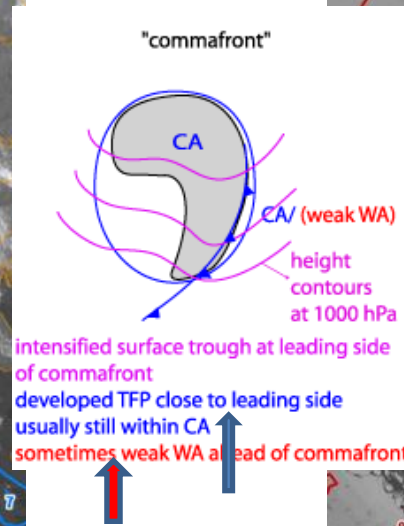 "commafront"
CA
CA/ (weak WA)
height
contours
at 1000 hPa
intensified surface trough at leading side
of commafront
developed TFP close to leading side
usually still within CA
sometimes weak WA ahead of commafront
7